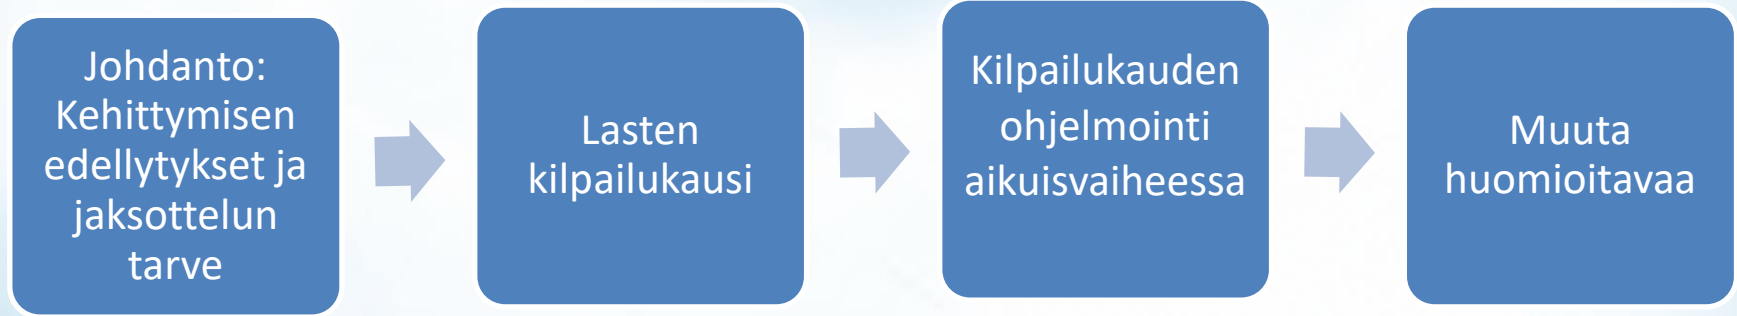 Johdanto:
Kehittymisen
edellytykset ja
jaksottelun
tarve
Lasten
kilpailukausi
Kilpailukauden
ohjelmointi
aikuisvaiheessa
Muuta
huomioitavaa